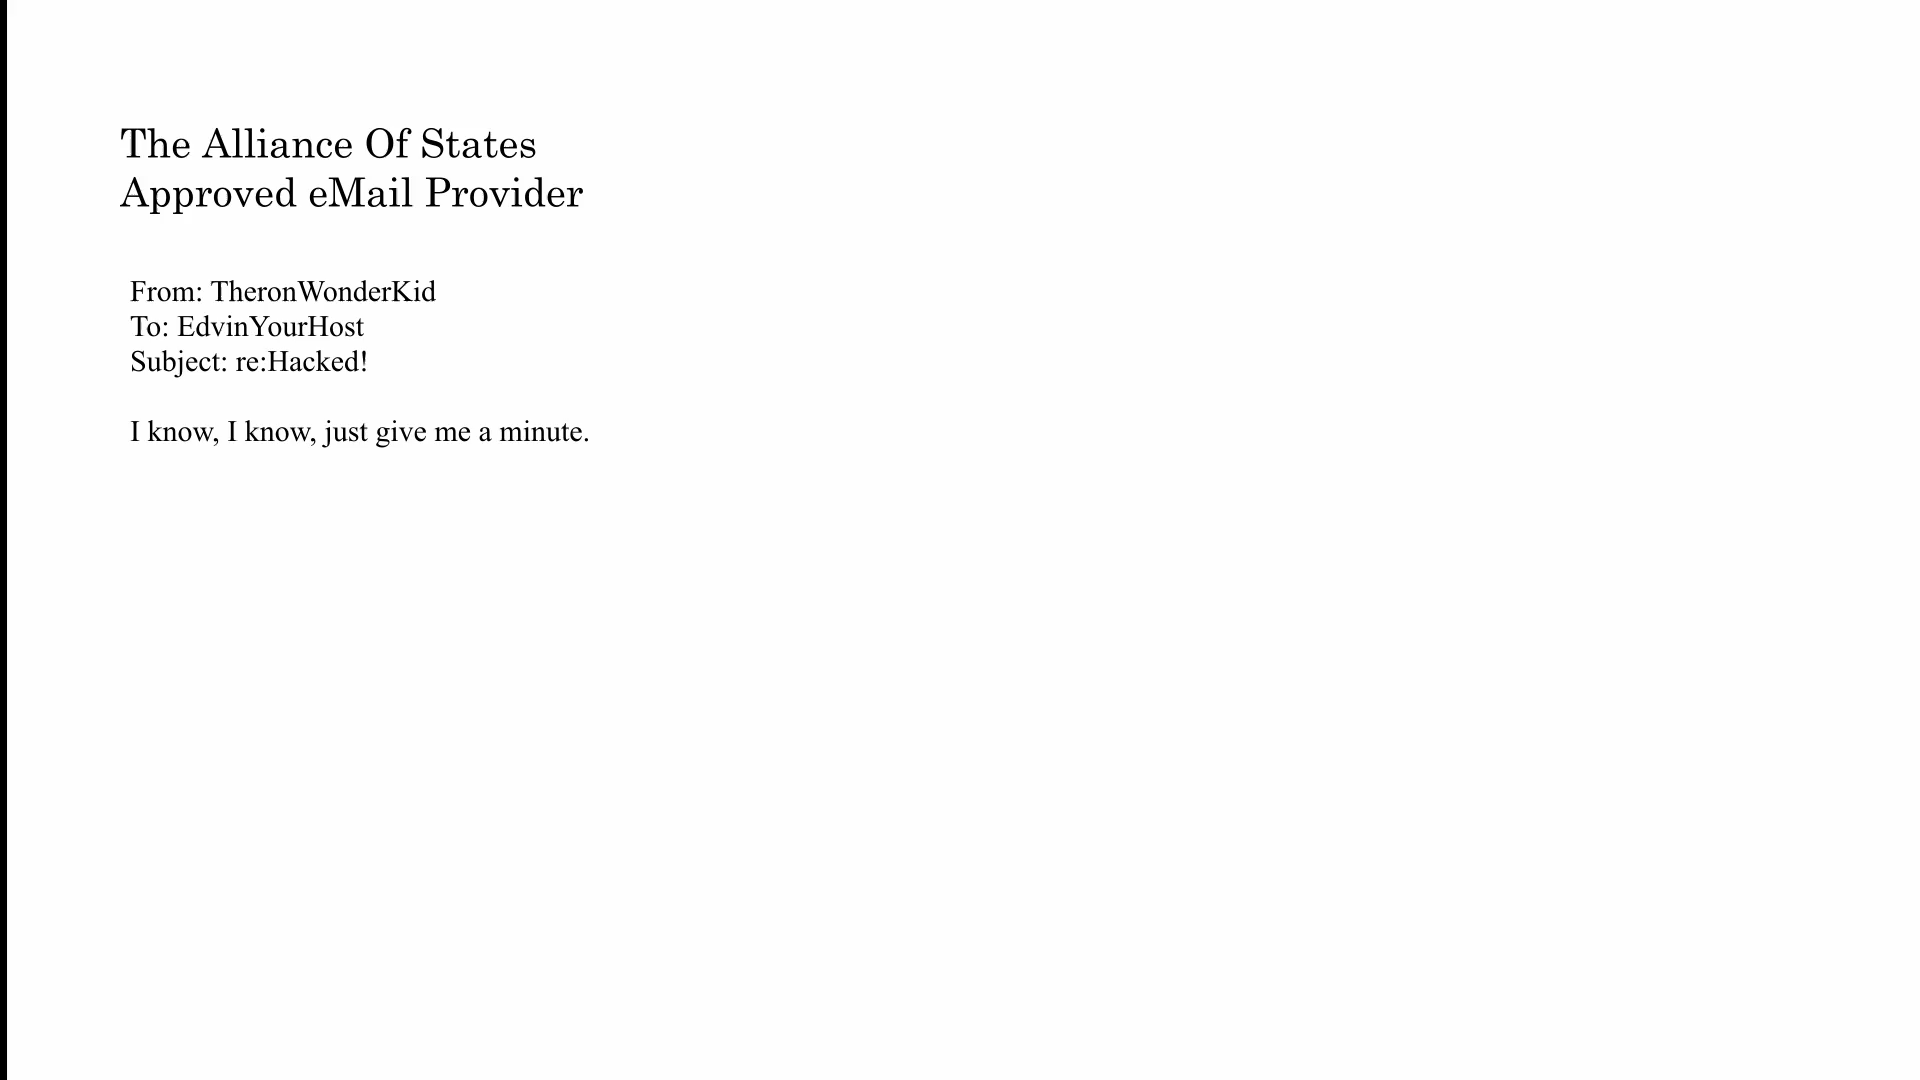 The Alliance Of States
Approved eMail Provider
From: TheronWonderKid
To: EdvinYourHost
Subject: re:Hacked!
I know, I know, just give me a minute.